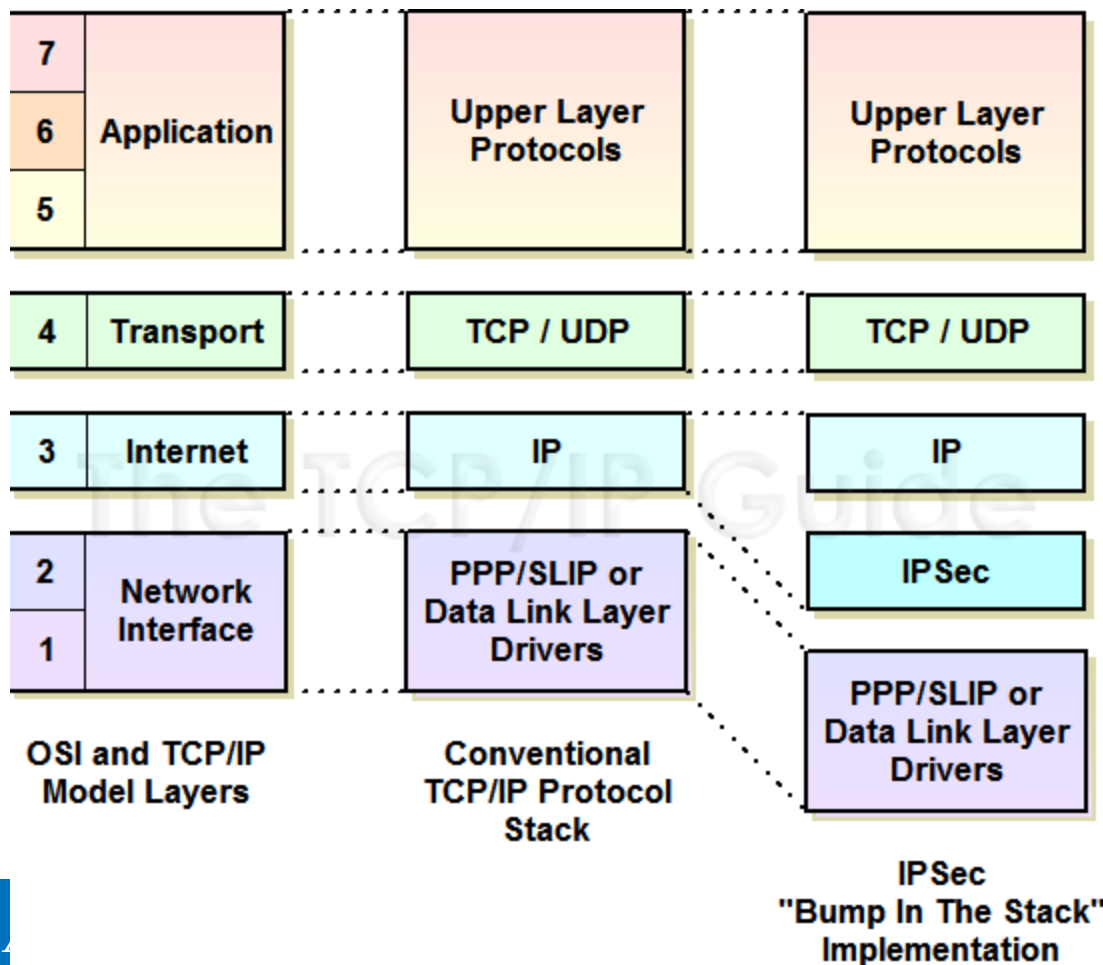 7
6
5
Application
4
Transport
3
Internet
2
1
Network
Interface
OSI and TCP/IP
Model Layers
Upper Layer
Protocols
TCP / UDP
IP
PPP/SLIP or
Data Link Layer
Drivers
Conventional
TCP/IP Protocol
Stack
Upper Layer
Protocols
TCP / UDP
IP
IPSec
PPP/SLIP or
Data Link Layer
Drivers
IPSec
"Bump In The Stack"
Implementation
The TCP/IP Guide